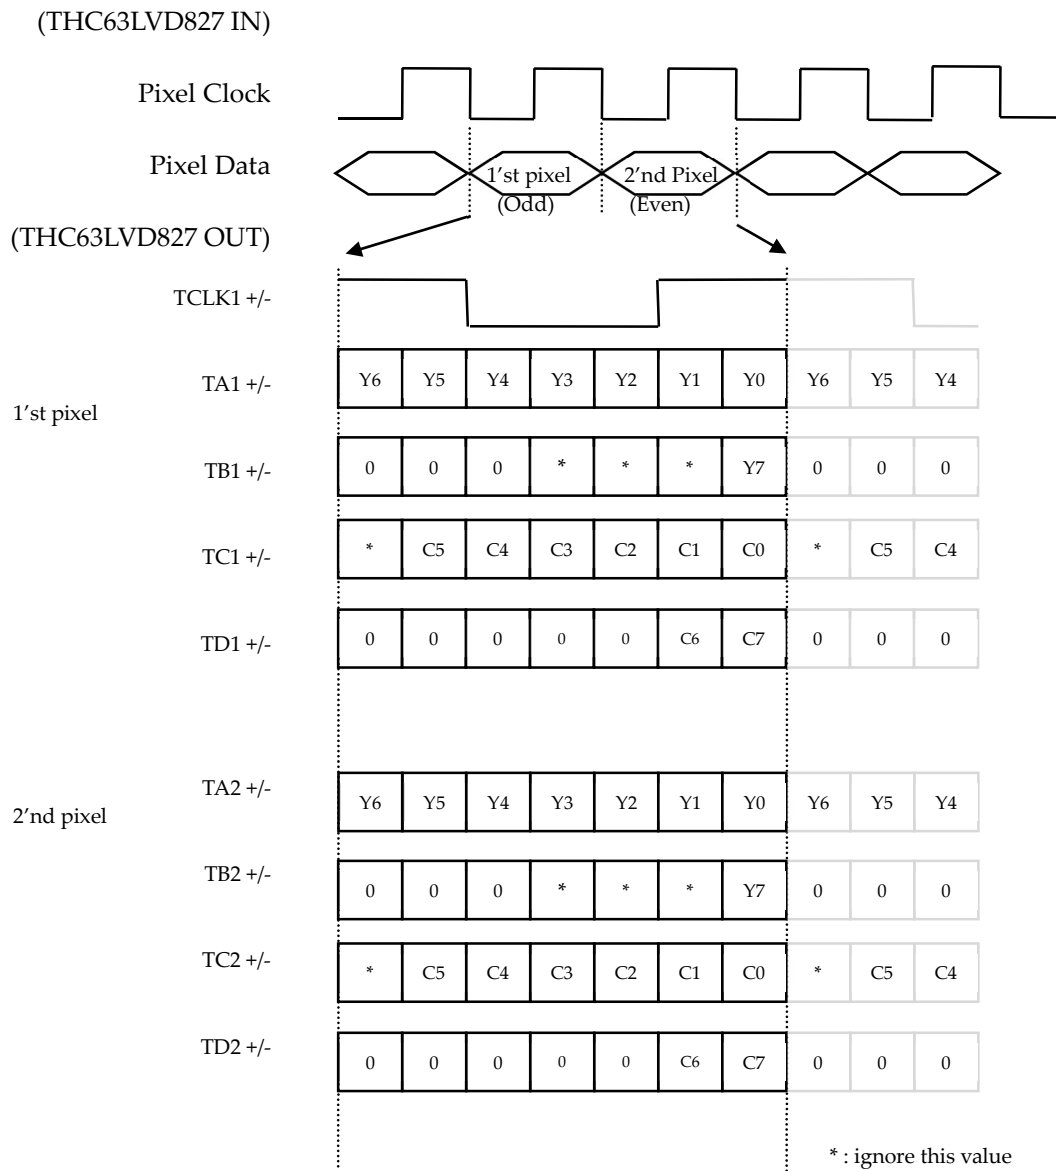 (THC63LVD827 IN)
Pixel Clock
Pixel Data
1'st pixel
(Odd)
2'nd Pixel
(Even)
(THC63LVD827 OUT)
TCLK1 +/-
TA1 +/- Y6 Y5 Y4 Y3 Y2 Y1 Y0 Y6 Y5 Y4
1'st pixel
TB1 +/- 0 0 0 * * * Y7 0 0 0
TC1 +/- * C5 C4 C3 C2 C1 C0 * C5 C4
TD1 +/- 0 0 0 0 0 C6 C7 0 0 0
TA2 +/- Y6 Y5 Y4 Y3 Y2 Y1 Y0 Y6 Y5 Y4
2'nd pixel
TB2 +/- 0 0 0 * * * Y7 0 0 0
TC2 +/- * C5 C4 C3 C2 C1 C0 * C5 C4
TD2 +/- 0 0 0 0 0 C6 C7 0 0 0
* : ignore this value